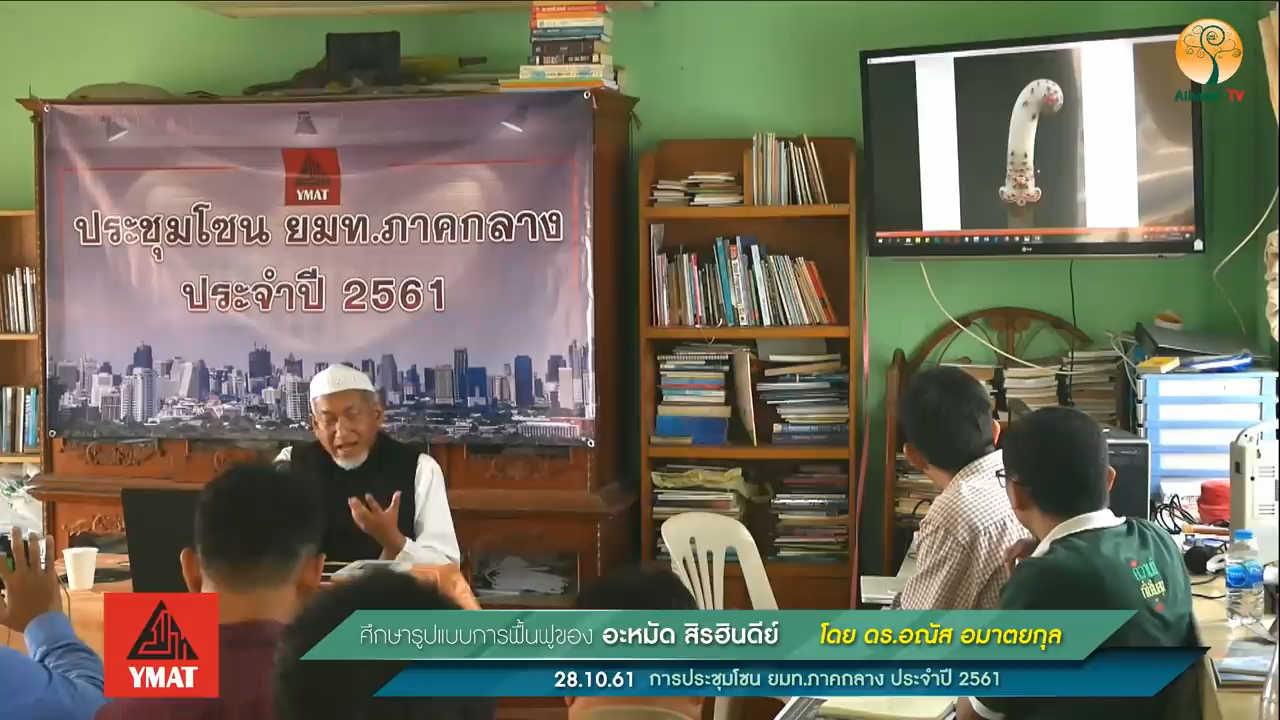 YMAT
ประชุมโซน ยมท.ภาคกลาง
ประจำปี 2561
TV
LG
YMAT
ศึกษารูปแบบการฟื้นฟูของ อะหมัด สิรฮินดีย์ โดย ดร.อณัส อมาตยกุล
28.10.61 การประชุมโซน ยมท.ภาคกลาง ประจำปี 2561